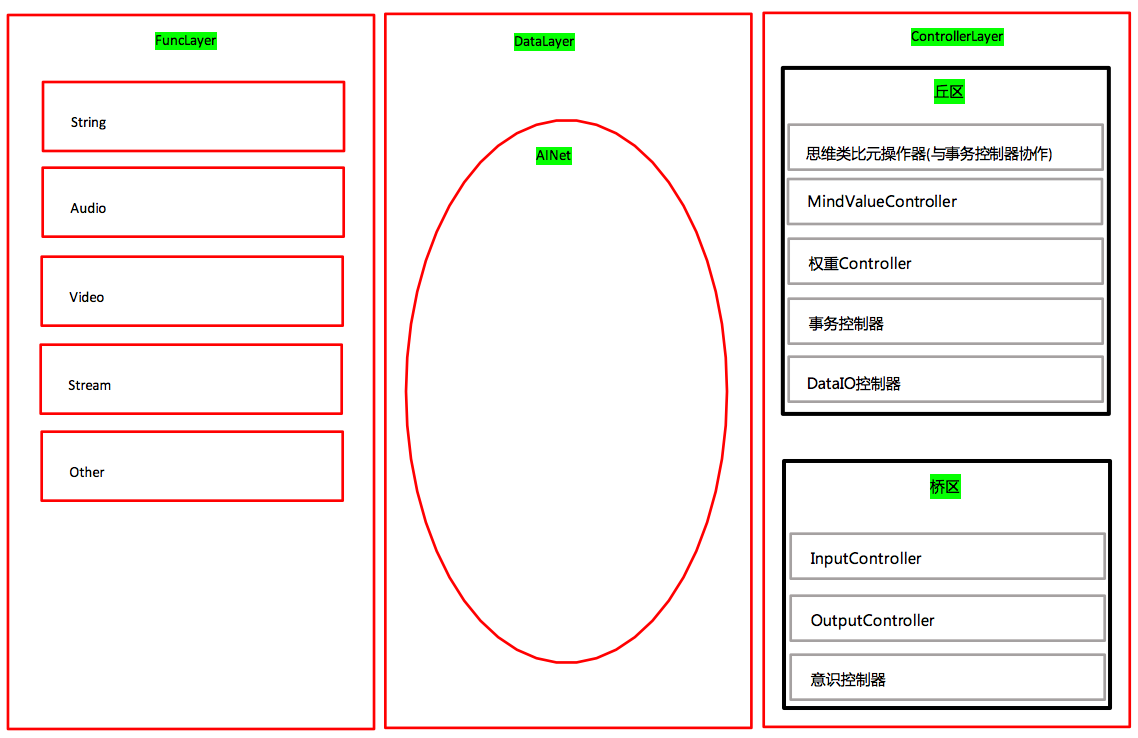 FuncLayer
String
Audio
Video
Stream
Other
DataLayer
AINet
ControllerLayer
丘区
思维类比元操作器(与事务控制器协作)
MindValueController
权重Controller
事务控制器
DataIO控制器
桥区
InputController
OutputController
意识控制器